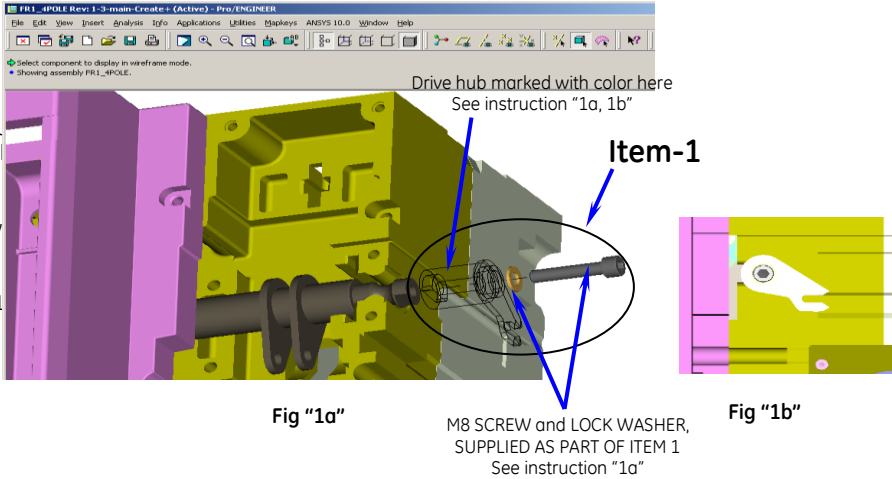 FR1_4POLE Rev: 1-3-main-Create+ (Active) - Pro/ENGINEER
File Edit View Insert Analysis Info Applications Utilities Mapkeys ANSYS 10.0 Window Help
Select component to display in wireframe mode.
Showing assembly FR1_4POLE.
Drive hub marked with color here
See instruction “1a, 1b”
Item-1
Fig “1a”
Fig “1b”
M8 SCREW and LOCK WASHER,
SUPPLIED AS PART OF ITEM 1
See instruction “1a”